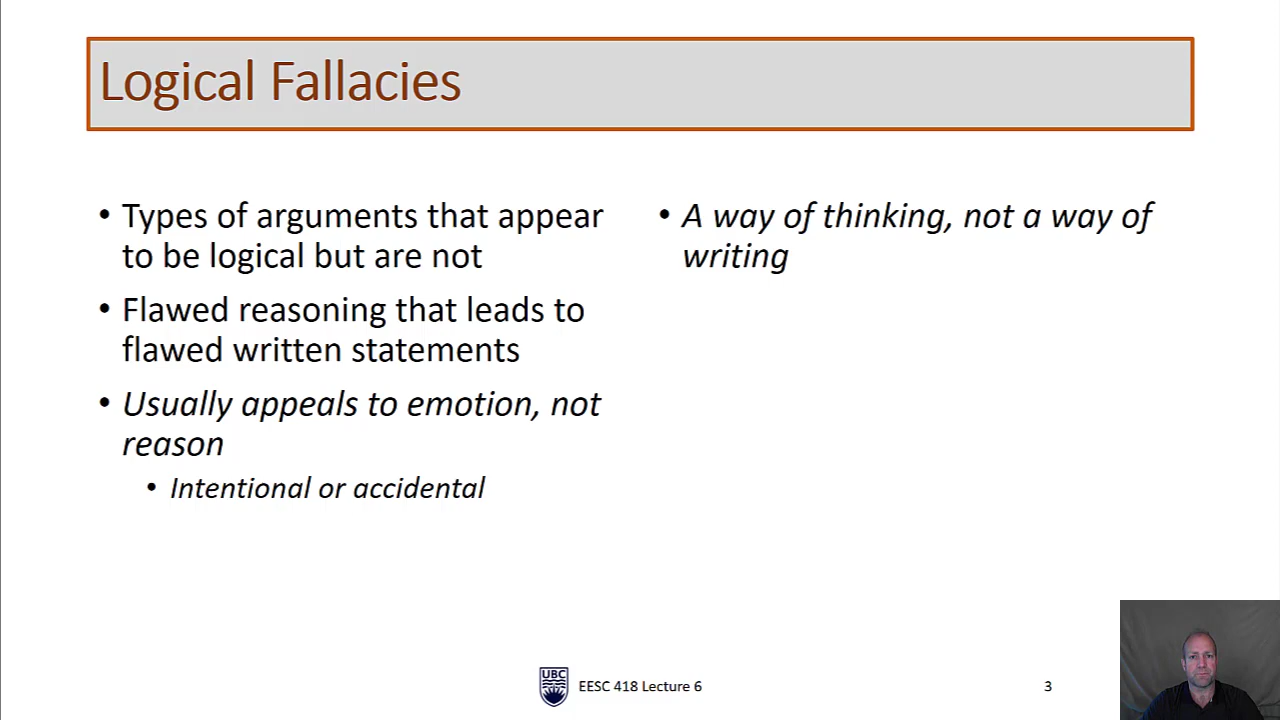 Logical Fallacies
• Types of arguments that appear
to be logical but are not
• Flawed reasoning that leads to
flawed written statements
• Usually appeals to emotion, not
reason
• Intentional or accidental
• A way of thinking, not a way of
writing
UBC
EESC 418 Lecture 6
3